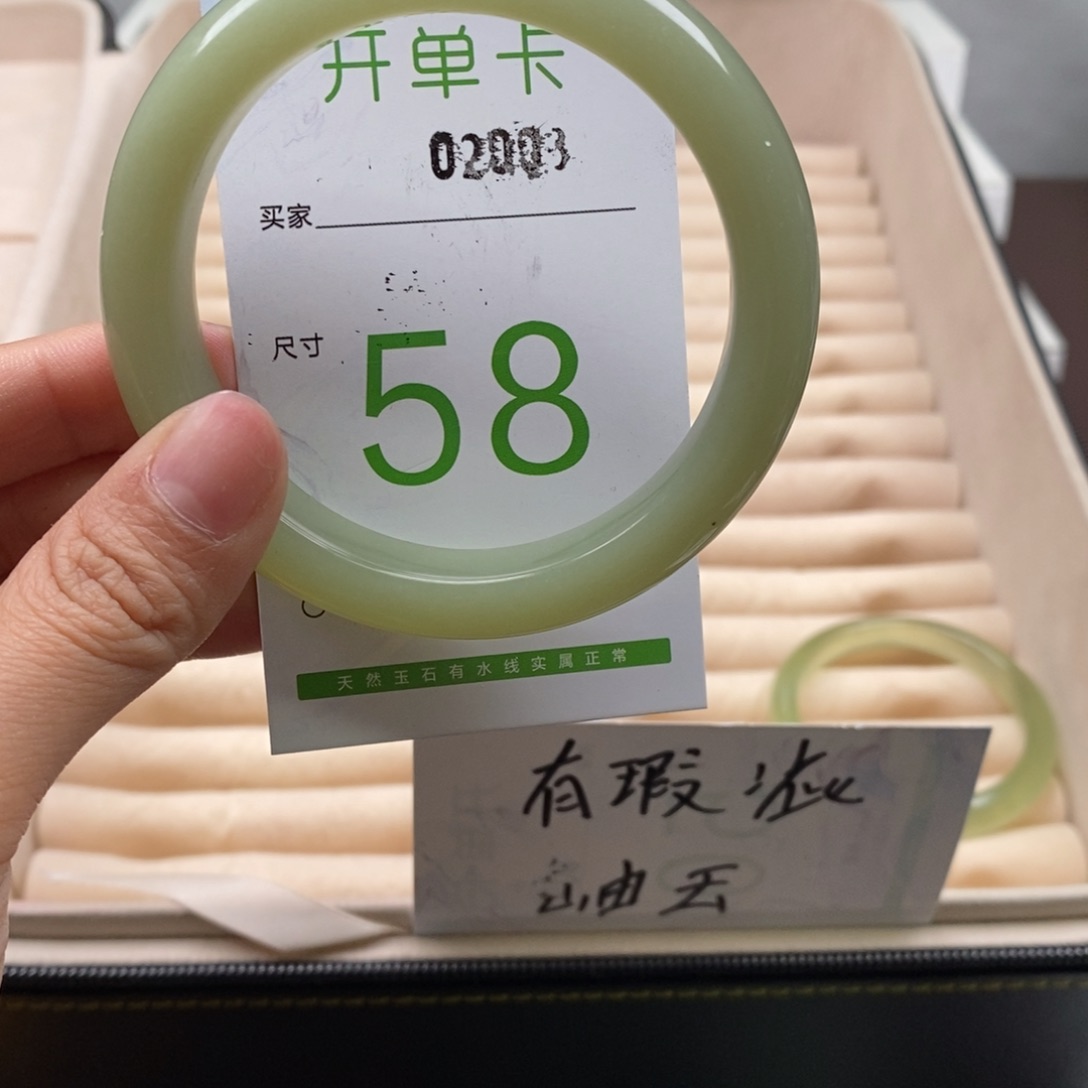 开单卡
02003
买家
尺寸
58
天然玉石有水线实属正常
有瑕疵
岫玉